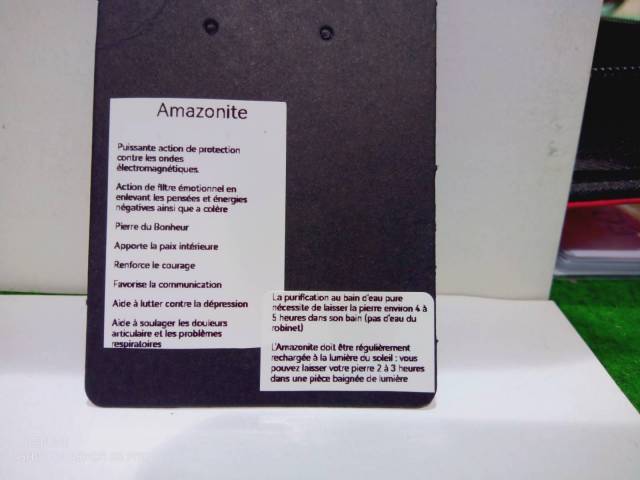 Amazonite
Puissante action de protection
contre les ondes
électromagnétiques.
Action de filtre émotionnel en
enlevant les pensées et énergies
négatives ainsi que a colère
Pierre du Bonheur
Apporte la paix intérieure
Renforce le courage
Favorise la communication
Aide à lutter contre la dépression
Aide à soulager les douleurs
articulaire et les problèmes
respiratoires
La purification au bain d'eau pure
nécessite de laisser la pierre environ 4 à
5 heures dans son bain (pas d'eau du
robinet)
L'Amazonite doit être régulièrement
rechargée à la lumière du soleil : vous
pouvez laisser votre pierre 2 à 3 heures
dans une pièce baignée de lumière